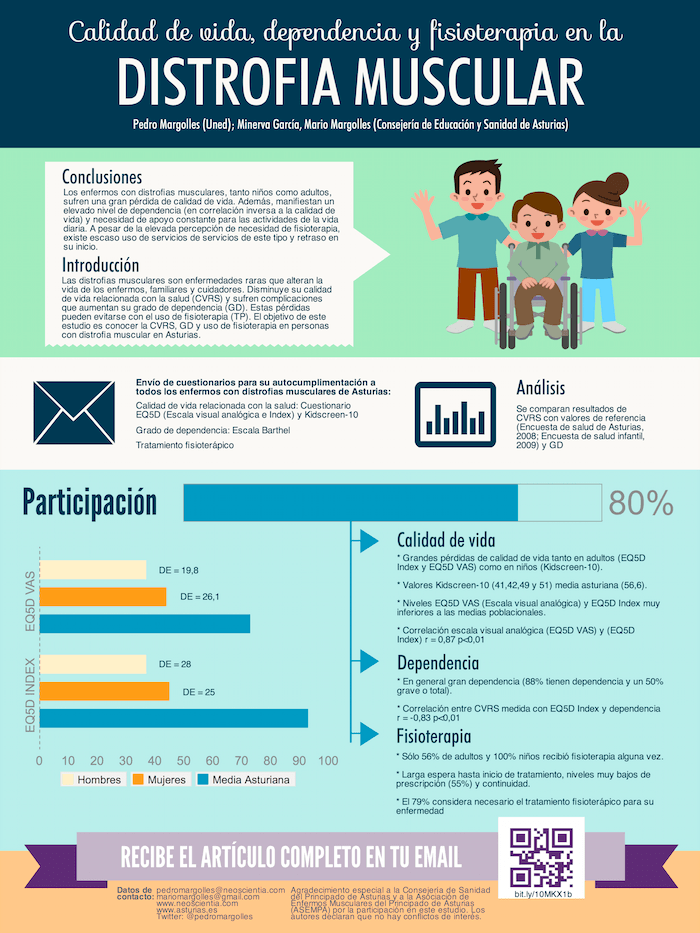 Calidad de vida, dependencia y fisioterapia en la
DISTROFIA MUSCULAR
Pedro Margolles (Uned); Minerva García, Mario Margolles (Consejería de Educación y Sanidad de Asturias)
Conclusiones
Los enfermos con distrofias musculares, tanto niños como adultos,
sufren una gran pérdida de calidad de vida. Además, manifiestan un
elevado nivel de dependencia (en correlación inversa a la calidad de
vida) y necesidad de apoyo constante para las actividades de la vida
diaria. A pesar de la elevada percepción de necesidad de fisioterapia,
existe escaso uso de servicios de servicios de este tipo y retraso en
su inicio.
Introducción
Las distrofias musculares son enfermedades raras que alteran la
vida de los enfermos, familiares y cuidadores. Disminuye su calidad
de vida relacionada con la salud (CVRS) y sufren complicaciones
que aumentan su grado de dependencia (GD). Estas pérdidas
pueden evitarse con el uso de fisioterapia (TP). El objetivo de este
estudio es conocer la CVRS, GD y uso de fisioterapia en personas
con distrofia muscular en Asturias.
Envío de cuestionarios para su autocumplimentación a
todos los enfermos con distrofias musculares de Asturias:
Calidad de vida relacionada con la salud: Cuestionario
EQ5D (Escala visual analógica e Index) y Kidscreen-10
Grado de dependencia: Escala Barthel
Tratamiento fisioterápico
Análisis
Se comparan resultados de
CVRS con valores de referencia
(Encuesta de salud de Asturias,
2008; Encuesta de salud infantil,
2009) y GD
Participación
80%
EQ5D VAS
DE = 19,8
DE = 26,1
EQ5D INDEX
DE = 28
DE = 25
0 10 20 30 40 50 60 70 80 90 100
Hombres Mujeres Media Asturiana
Calidad de vida
* Grandes pérdidas de calidad de vida tanto en adultos (EQ5D
Index y EQ5D VAS) como en niños (Kidscreen-10).
* Valores Kidscreen-10 (41,42,49 y 51) media asturiana (56,6).
* Niveles EQ5D VAS (Escala visual analógica) y EQ5D Index muy
inferiores a las medias poblacionales.
* Correlación escala visual analógica (EQ5D VAS) y (EQ5D
Index) r = 0,87 p<0,01
Dependencia
* En general gran dependencia (88% tienen dependencia y un 50%
grave o total).
* Correlación entre CVRS medida con EQ5D Index y dependencia
r = -0,83 p<0,01
Fisioterapia
* Sólo 56% de adultos y 100% niños recibió fisioterapia alguna vez.
* Larga espera hasta inicio de tratamiento, niveles muy bajos de
prescripción (55%) y continuidad.
* El 79% considera necesario el tratamiento fisioterápico para su
enfermedad
RECIBE EL ARTÍCULO COMPLETO EN TU EMAIL
bit.ly/10MKX1b
Datos de
contacto:
pedromargolles@neoscientia.com
mariomargolles@gmail.com
www.neoscientia.com
www.asturias.es
Twitter: @pedromargolles
Agradecimiento especial a la Consejería de Sanidad
del Principado de Asturias y a la Asociación de
Enfermos Musculares del Principado de Asturias
(ASEMPA) por la participación en este estudio. Los
autores declaran que no hay conflictos de interés.